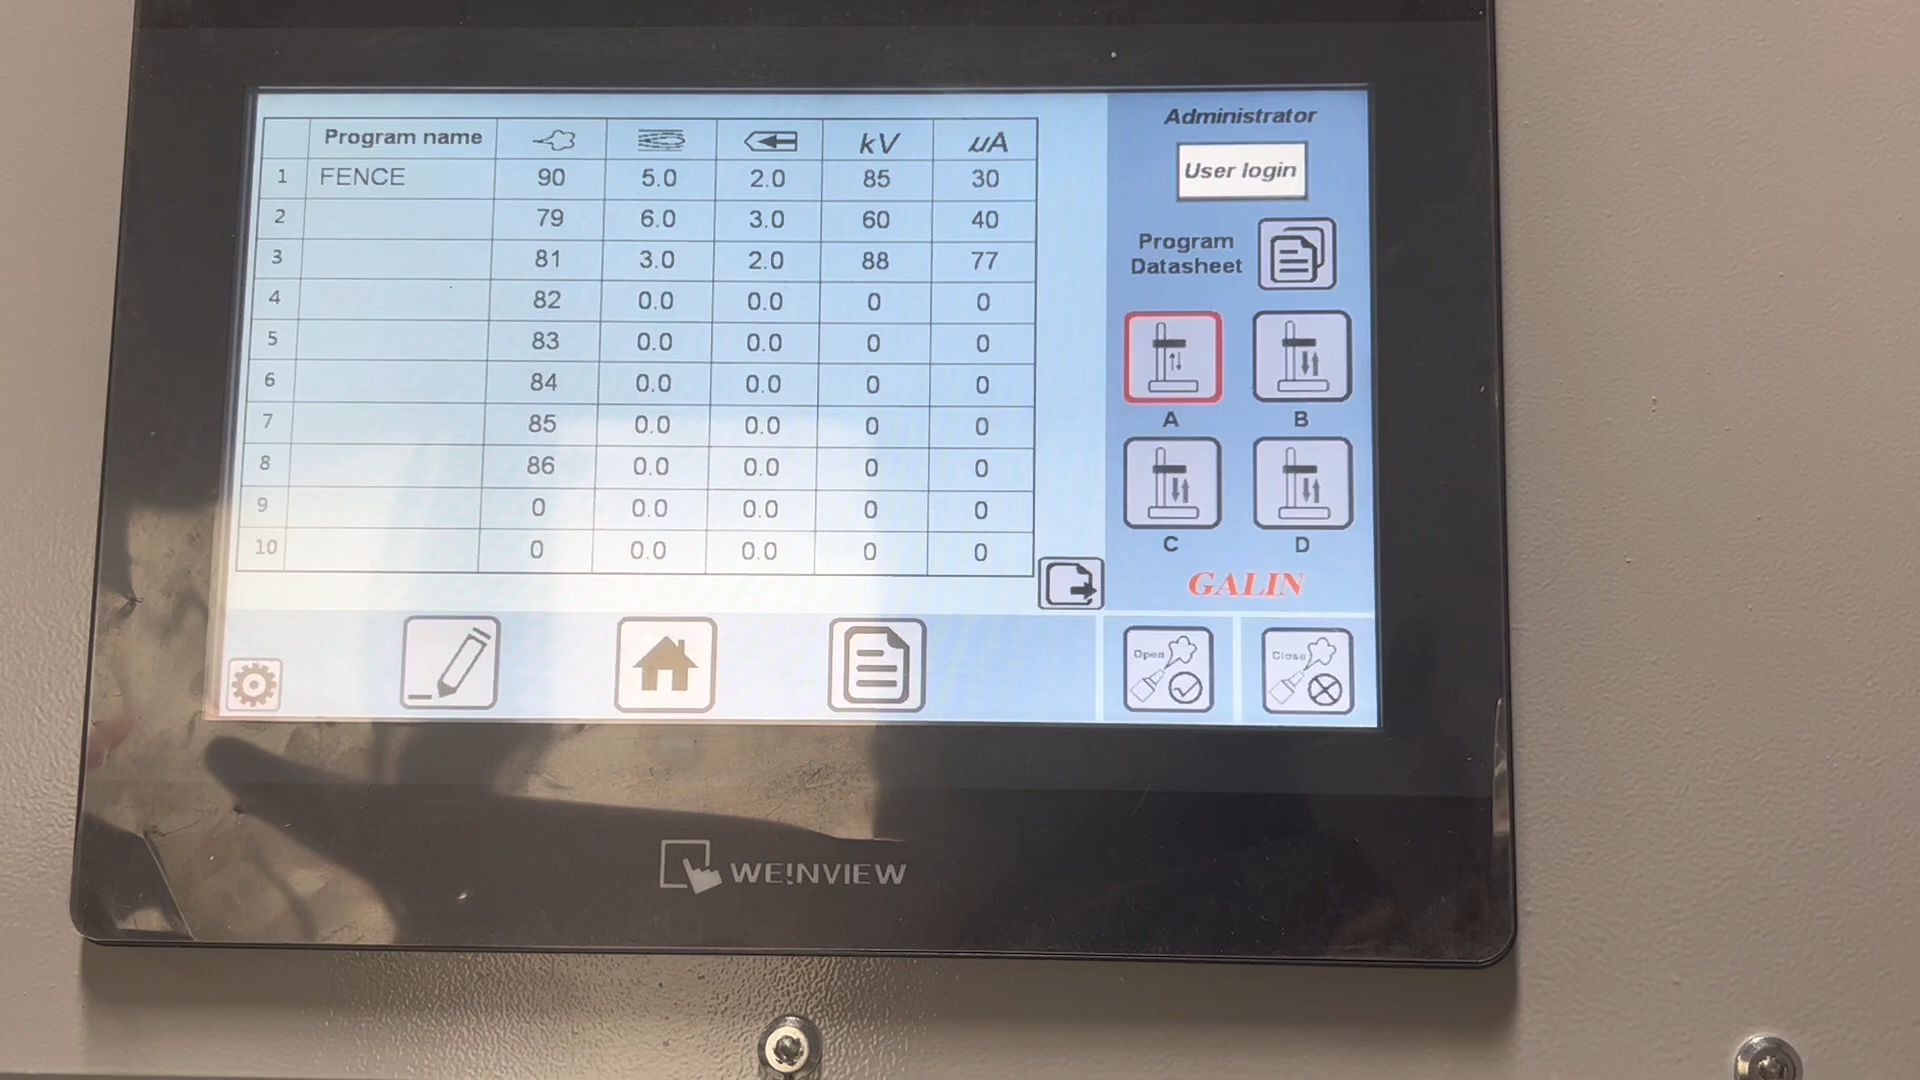 Program name kV µA
1 FENCE 90 5.0 2.0 85 30
2 79 6.0 3.0 60 40
3 81 3.0 2.0 88 77
4 82 0.0 0.0 0 0
5 83 0.0 0.0 0 0
6 84 0.0 0.0 0 0
7 85 0.0 0.0 0 0
8 86 0.0 0.0 0 0
9 0 0.0 0.0 0 0
10 0 0.0 0.0 0 0
Administrator
User login
Program
Datasheet
A B
C D
GALIN
Open Close
WE!NVIEW